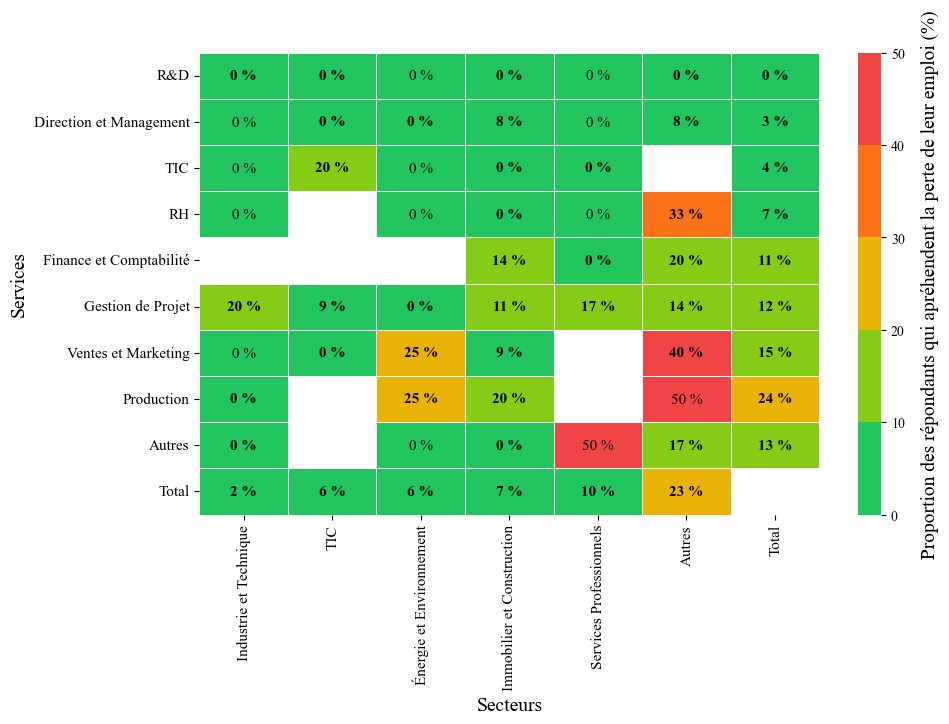 Services
R&D 0 % 0 % 0 % 0 % 0 % 0 % 0 %
Direction et Management 0 % 0 % 0 % 8 % 0 % 8 % 3 %
TIC 0 % 20 % 0 % 0 % 0 % 4 %
RH 0 % 0 % 0 % 0 % 33 % 7 %
Finance et Comptabilité 14 % 0 % 20 % 11 %
Gestion de Projet 20 % 9 % 0 % 11 % 17 % 14 % 12 %
Ventes et Marketing 0 % 0 % 25 % 9 % 40 % 15 %
Production 0 % 25 % 20 % 50 % 24 %
Autres 0 % 0 % 0 % 50 % 17 % 13 %
Total 2 % 6 % 6 % 7 % 10 % 23 %
Industrie et Technique
TIC
Énergie et Environnement
Immobilier et Construction
Services Professionnels
Autres
Total
Secteurs
50
40
30
20
10
0
Proportion des répondants qui apréhendent la perte de leur emploi (%)